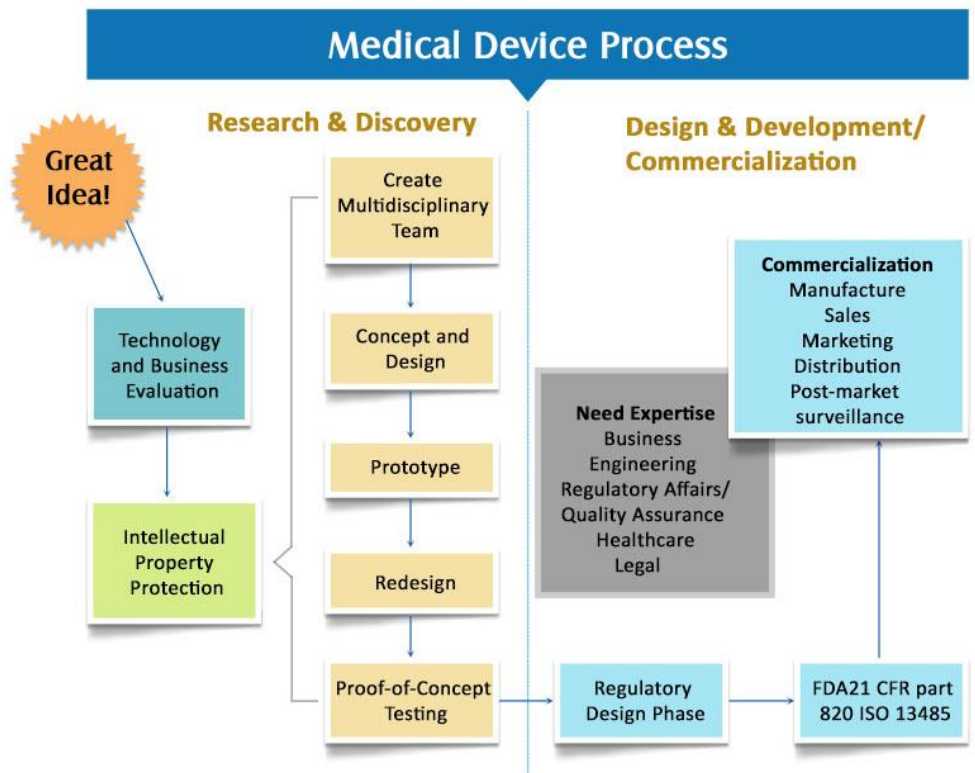 Medical Device Process
Research & Discovery
Great
Idea!
Technology
and Business
Evaluation
Intellectual
Property
Protection
Create
Multidisciplinary
Team
Concept and
Design
Prototype
Redesign
Proof-of-Concept
Testing
Design & Development/
Commercialization
Regulatory
Design Phase
FDA21 CFR part
820 ISO 13485
Need Expertise
Business
Engineering
Regulatory Affairs/
Quality Assurance
Healthcare
Legal
Commercialization
Manufacture
Sales
Marketing
Distribution
Post-market
surveillance